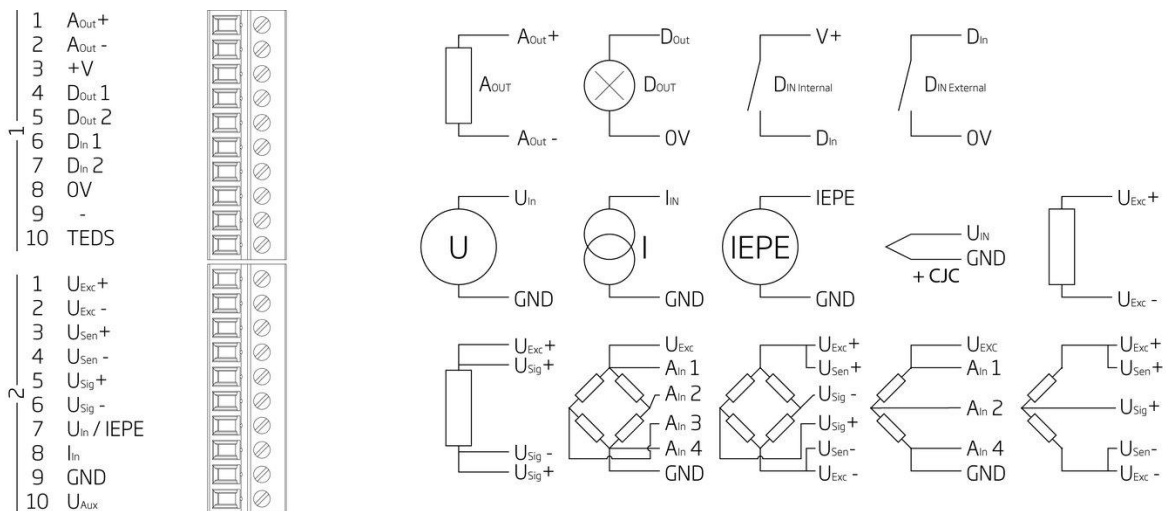 1 AOut+
2 AOut -
3 +V
4 DOut 1
5 DOut 2
6 DIn 1
7 DIn 2
8 0V
9 -
10 TEDS
1
1 UExc+
2 UExc -
3 USen+
4 USen -
5 USig+
6 USig -
7 UIn / IEPE
8 IIn
9 GND
10 UAux
2
AOut+
AOUT
AOut -
DOut
DOUT
0V
V+
DIN Internal
DIn
DIn
DIN External
0V
UIn
U
GND
IIN
I
GND
IEPE
IEPE
GND
UIN
GND
+ CJC
UExc+
UExc -
UExc+
USig+
USig -
USig+
UExc
AIn 1
AIn 2
AIn 3
AIn 4
GND
UExc+
USen+
USig -
USig+
USen-
UExc -
UEXC
AIn 1
AIn 2
AIn 4
GND
UExc+
USen+
USig+
USen-
UExc -